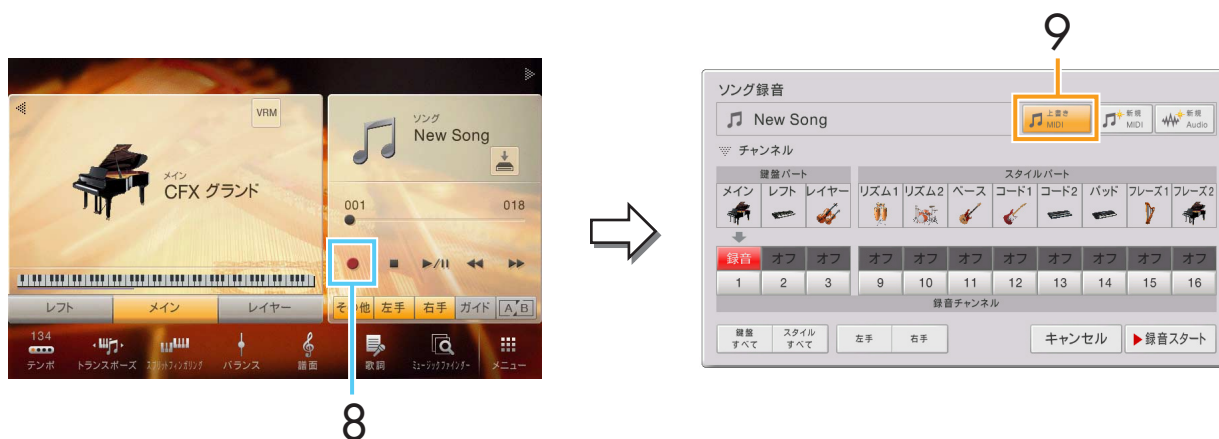 9
VRM
ソング
New Song
メイン
CFX グランド
001 018
レフト メイン レイヤー
その他 左手 右手 ガイド A B
134
テンポ トランスポーズ スプリットフィンガリング バランス 譜面 歌詞 ミュージックファインダー メニュー
8
ソング録音
New Song
上書き MIDI
新規 MIDI
新規 Audio
チャンネル
鍵盤パート スタイルパート
メイン レフト レイヤー リズム1 リズム2 ベース コード1 コード2 パッド フレーズ1 フレーズ2
録音 オフ オフ オフ オフ オフ オフ オフ オフ オフ オフ
1 2 3 9 10 11 12 13 14 15 16
録音チャンネル
鍵盤 すべて
スタイル すべて
左手 右手
キャンセル
録音スタート